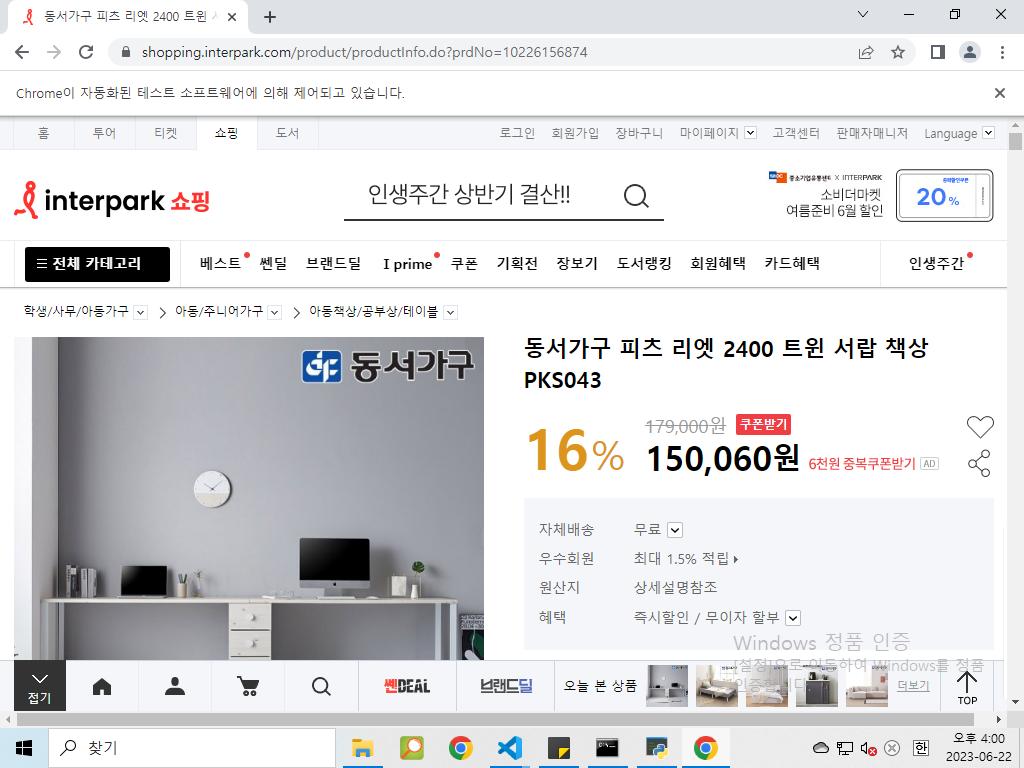 동서가구 피츠 리엣 2400 트윈
shopping.interpark.com/product/productInfo.do?prdNo=10226156874
Chrome이 자동화된 테스트 소프트웨어에 의해 제어되고 있습니다.
홈 투어 티켓 쇼핑 도서 로그인 회원가입 장바구니 마이페이지 고객센터 판매자매니저 Language
interpark 쇼핑 인생주간 상반기 결산!!
중소기업유통센터 X INTERPARK
소비더마켓
여름준비 6월 할인
20%
전체 카테고리 베스트 쎈딜 브랜드딜 I prime 쿠폰 기획전 장보기 도서랭킹 회원혜택 카드혜택 인생주간
학생/사무/아동가구 아동/주니어가구 아동책상/공부상/테이블
동서가구
동서가구 피츠 리엣 2400 트윈 서랍 책상
PKS043
179,000원 쿠폰받기
16% 150,060원 6천원 중복쿠폰받기 AD
자체배송 무료
우수회원 최대 1.5% 적립
원산지 상세설명참조
혜택 즉시할인 / 무이자 할부
Windows 정품 인증
[설정]으로 이동하여 Windows를 정품
인증합니다
접기 쎈DEAL 브랜드딜 오늘 본 상품 더보기 TOP
찾기
한
오후 4:00
2023-06-22